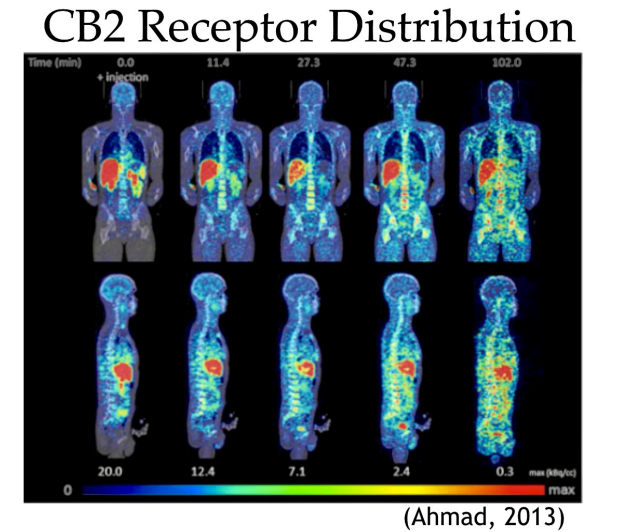 CB2 Receptor Distribution
Time (min) 0.0 11.4 27.3 47.3 102.0
+ injection
20.0 12.4 7.1 2.4 0.3 max (kBq/cc)
0 max
(Ahmad, 2013)